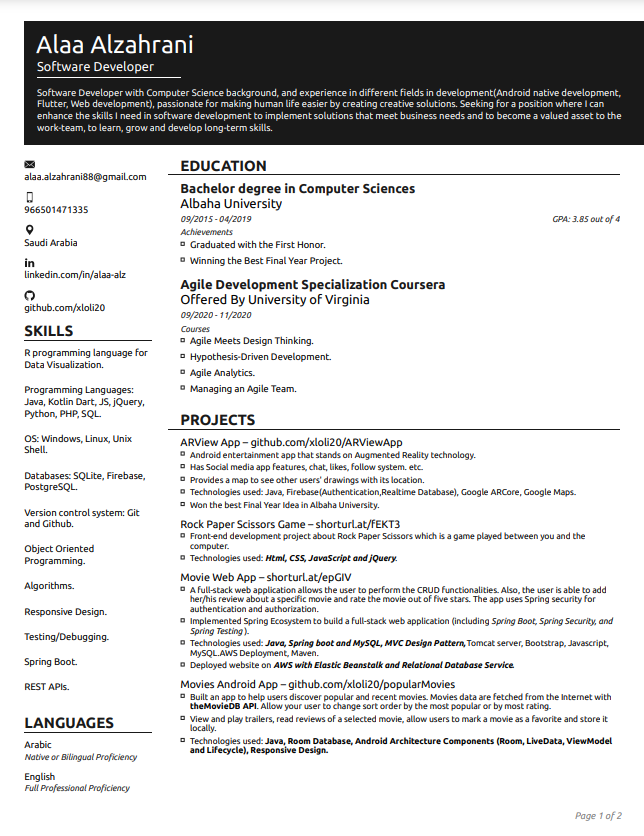 Alaa Alzahrani
Software Developer
Software Developer with Computer Science background, and experience in different fields in development(Android native development,
Flutter, Web development), passionate for making human life easier by creating creative solutions. Seeking for a position where I can
enhance the skills I need in software development to implement solutions that meet business needs and to become a valued asset to the
work-team, to learn, grow and develop long-term skills.
alaa.alzahrani88@gmail.com
966501471335
Saudi Arabia
linkedin.com/in/alaa-alz
github.com/xloli20
SKILLS
R programming language for
Data Visualization.
Programming Languages:
Java, Kotlin Dart, JS, jQuery,
Python, PHP, SQL.
OS: Windows, Linux, Unix
Shell.
Databases: SQLite, Firebase,
PostgreSQL.
Version control system: Git
and Github.
Object Oriented
Programming.
Algorithms.
Responsive Design.
Testing/Debugging.
Spring Boot.
REST APIs.
LANGUAGES
Arabic
Native or Bilingual Proficiency
English
Full Professional Proficiency
EDUCATION
Bachelor degree in Computer Sciences
Albaha University
09/2015 - 04/2019 GPA: 3.85 out of 4
Achievements
Graduated with the First Honor.
Winning the Best Final Year Project.
Agile Development Specialization Coursera
Offered By University of Virginia
09/2020 - 11/2020
Courses
Agile Meets Design Thinking.
Hypothesis-Driven Development.
Agile Analytics.
Managing an Agile Team.
PROJECTS
ARView App – github.com/xloli20/ARViewApp
Android entertainment app that stands on Augmented Reality technology.
Has Social media app features, chat, likes, follow system. etc.
Provides a map to see other users' drawings with its location.
Technologies used: Java, Firebase(Authentication,Realtime Database), Google ARCore, Google Maps.
Won the best Final Year Idea in Albaha University.
Rock Paper Scissors Game – shorturl.at/fEKT3
Front-end development project about Rock Paper Scissors which is a game played between you and the
computer.
Technologies used: Html, CSS, JavaScript and jQuery.
Movie Web App – shorturl.at/epGIV
A full-stack web application allows the user to perform the CRUD functionalities. Also, the user is able to add
her/his review about a specific movie and rate the movie out of five stars. The app uses Spring security for
authentication and authorization.
Implemented Spring Ecosystem to build a full-stack web application (including Spring Boot, Spring Security, and
Spring Testing ).
Technologies used: Java, Spring boot and MySQL, MVC Design Pattern, Tomcat server, Bootstrap, Javascript,
MySQL.AWS Deployment, Maven.
Deployed website on AWS with Elastic Beanstalk and Relational Database Service.
Movies Android App – github.com/xloli20/popularMovies
Built an app to help users discover popular and recent movies. Movies data are fetched from the Internet with
theMovieDB API. Allow your user to change sort order by the most popular or by most rating.
View and play trailers, read reviews of a selected movie, allow users to mark a movie as a favorite and store it
locally.
Technologies used: Java, Room Database, Android Architecture Components (Room, LiveData, ViewModel
and Lifecycle), Responsive Design.
Page 1 of 2